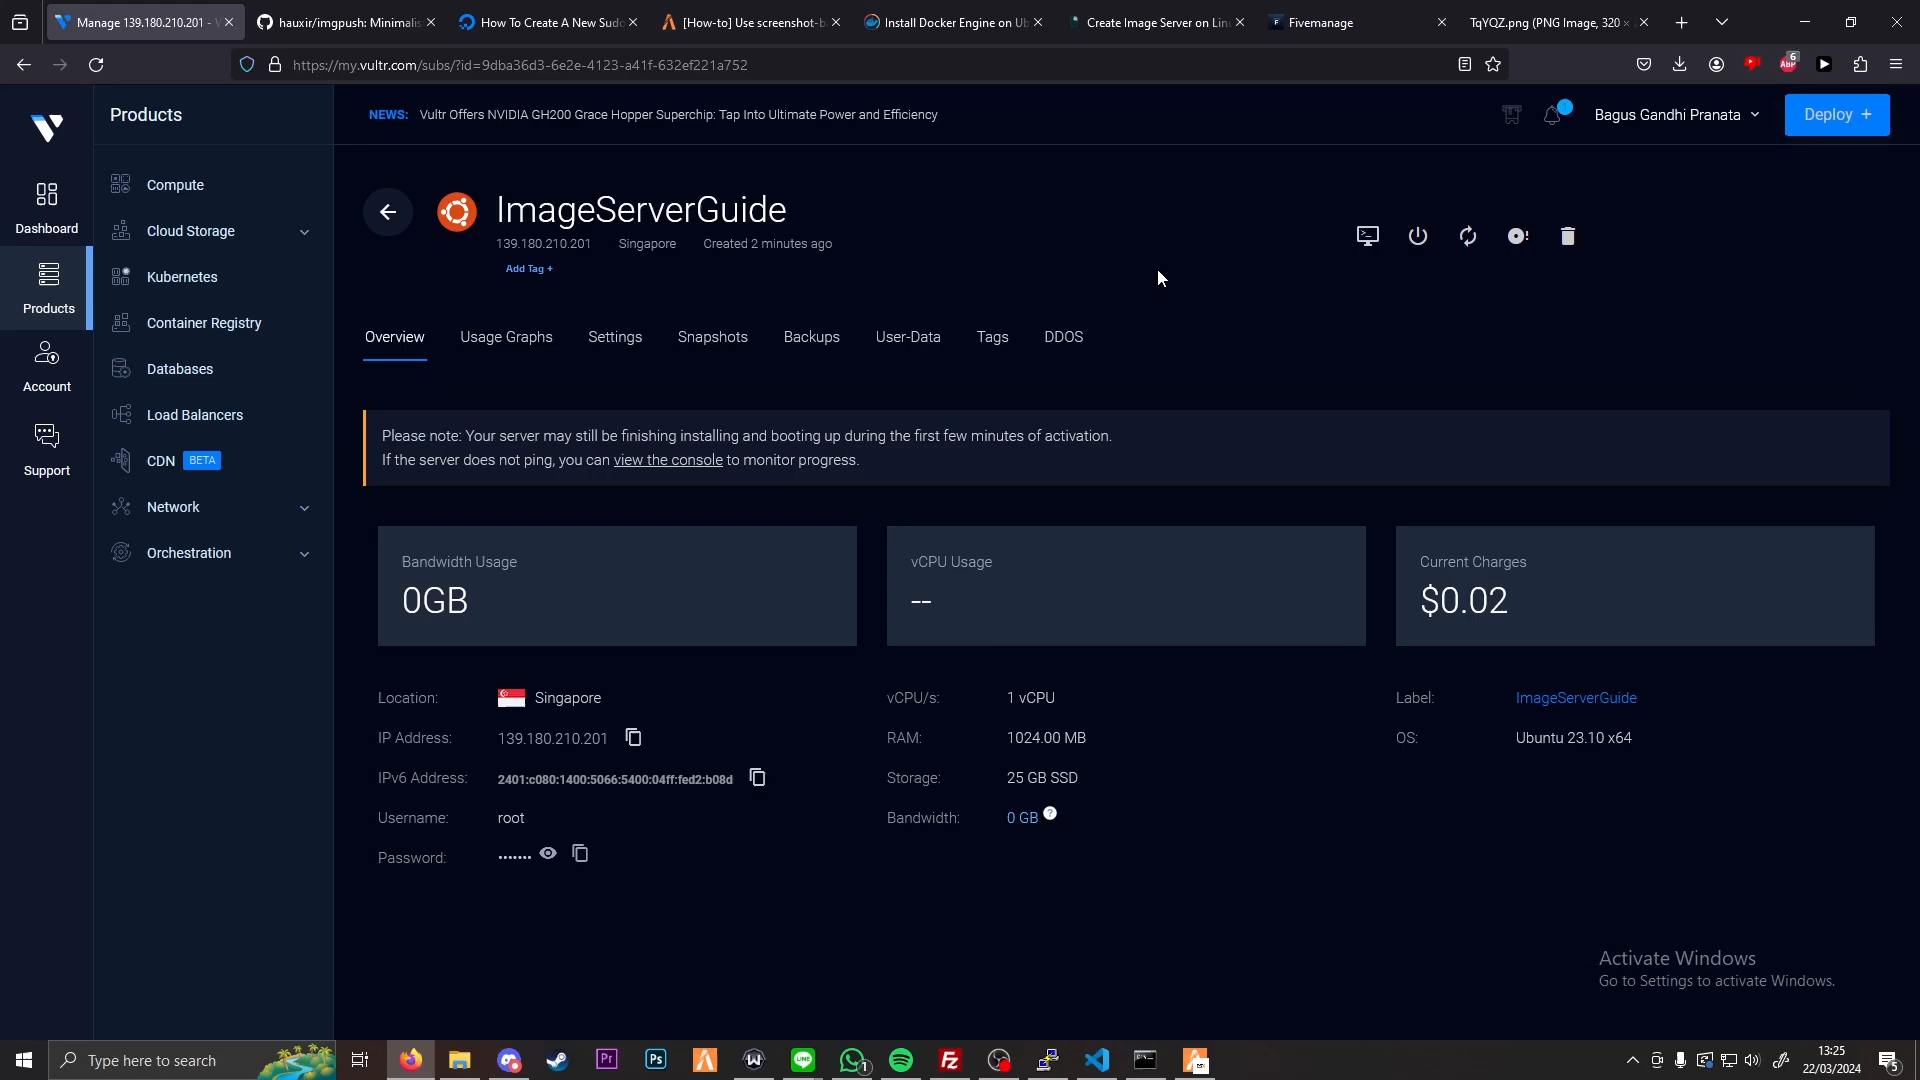 Manage 139.180.210.201 - V
hauxir/imgpush: Minimalis
How To Create A New Sudo
[How-to] Use screenshot-b
Install Docker Engine on Ub
Create Image Server on Lin
Fivemanage
TqYQZ.png (PNG Image, 320 ×
https://my.vultr.com/subs/?id=9dba36d3-6e2e-4123-a41f-632ef221a752
ABP
6
Products
NEWS: Vultr Offers NVIDIA GH200 Grace Hopper Superchip: Tap Into Ultimate Power and Efficiency
Bagus Gandhi Pranata
Deploy +
Dashboard
Products
Account
Support
Compute
Cloud Storage
Kubernetes
Container Registry
Databases
Load Balancers
CDN BETA
Network
Orchestration
ImageServerGuide
139.180.210.201 Singapore Created 2 minutes ago
Add Tag +
Overview Usage Graphs Settings Snapshots Backups User-Data Tags DDOS
Please note: Your server may still be finishing installing and booting up during the first few minutes of activation.
If the server does not ping, you can view the console to monitor progress.
Bandwidth Usage
0GB
vCPU Usage
--
Current Charges
$0.02
Location: Singapore
IP Address: 139.180.210.201
IPv6 Address: 2401:c080:1400:5066:5400:04ff:fed2:b08d
Username: root
Password: •••••••
vCPU/s: 1 vCPU
RAM: 1024.00 MB
Storage: 25 GB SSD
Bandwidth: 0 GB ?
Label: ImageServerGuide
OS: Ubuntu 23.10 x64
Activate Windows
Go to Settings to activate Windows.
Type here to search
Pr
Ps
LINE
1
Fz
13:25
22/03/2024
5